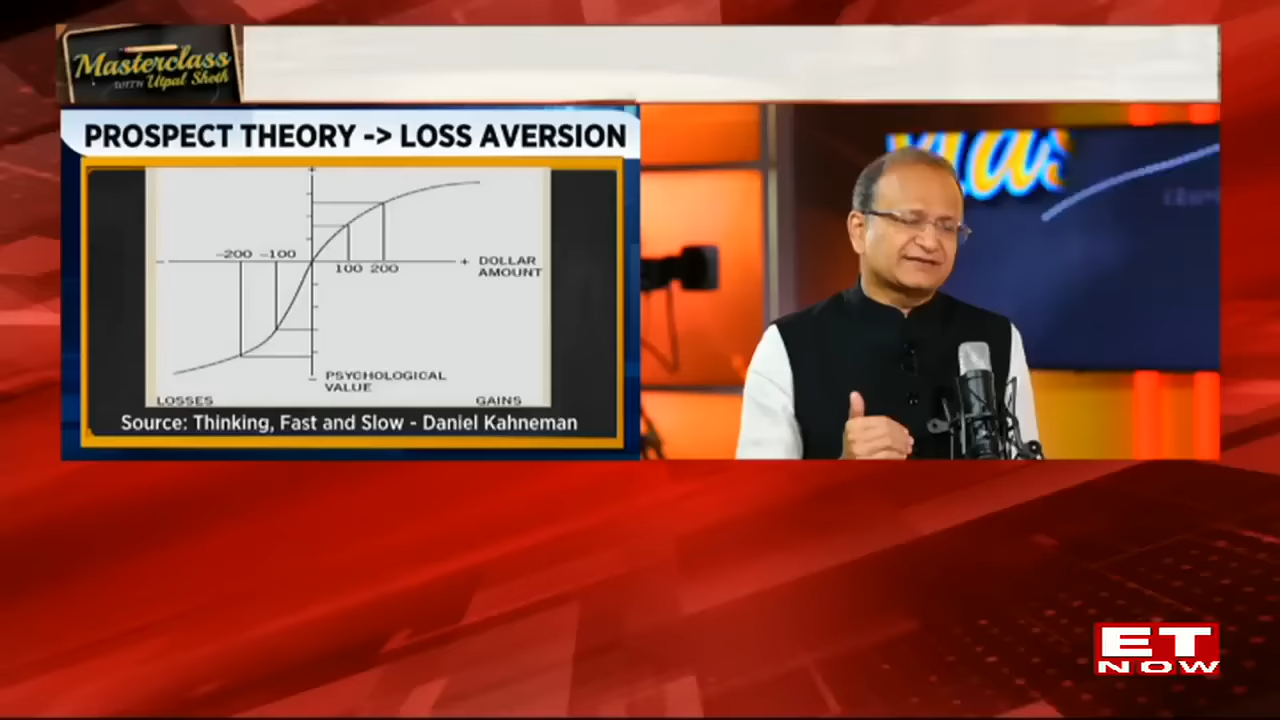 Masterclass
WITH Utpal Sheth
PROSPECT THEORY -> LOSS AVERSION
+
-200 -100
100 200
-
+ DOLLAR
AMOUNT
- PSYCHOLOGICAL
VALUE
LOSSES
GAINS
Source: Thinking, Fast and Slow - Daniel Kahneman
ET
NOW